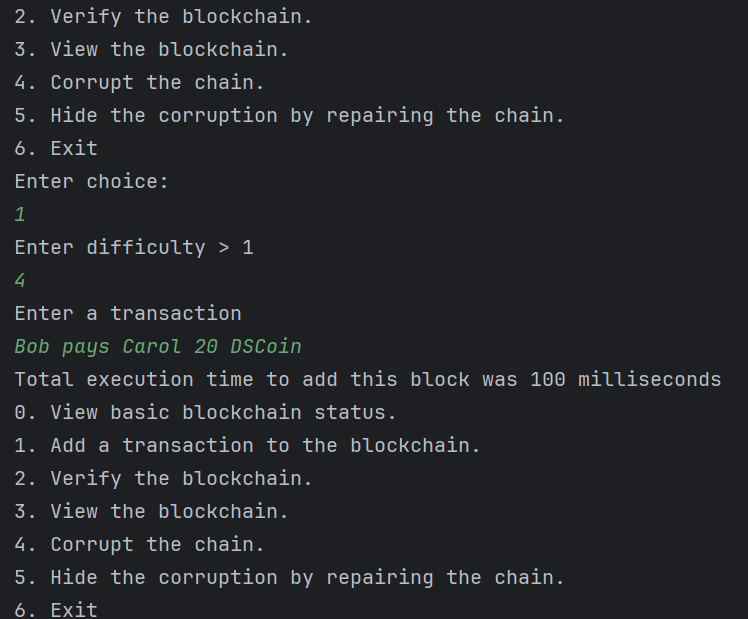 2. Verify the blockchain.
3. View the blockchain.
4. Corrupt the chain.
5. Hide the corruption by repairing the chain.
6. Exit
Enter choice:
1
Enter difficulty > 1
4
Enter a transaction
Bob pays Carol 20 DSCoin
Total execution time to add this block was 100 milliseconds
0. View basic blockchain status.
1. Add a transaction to the blockchain.
2. Verify the blockchain.
3. View the blockchain.
4. Corrupt the chain.
5. Hide the corruption by repairing the chain.
6. Exit